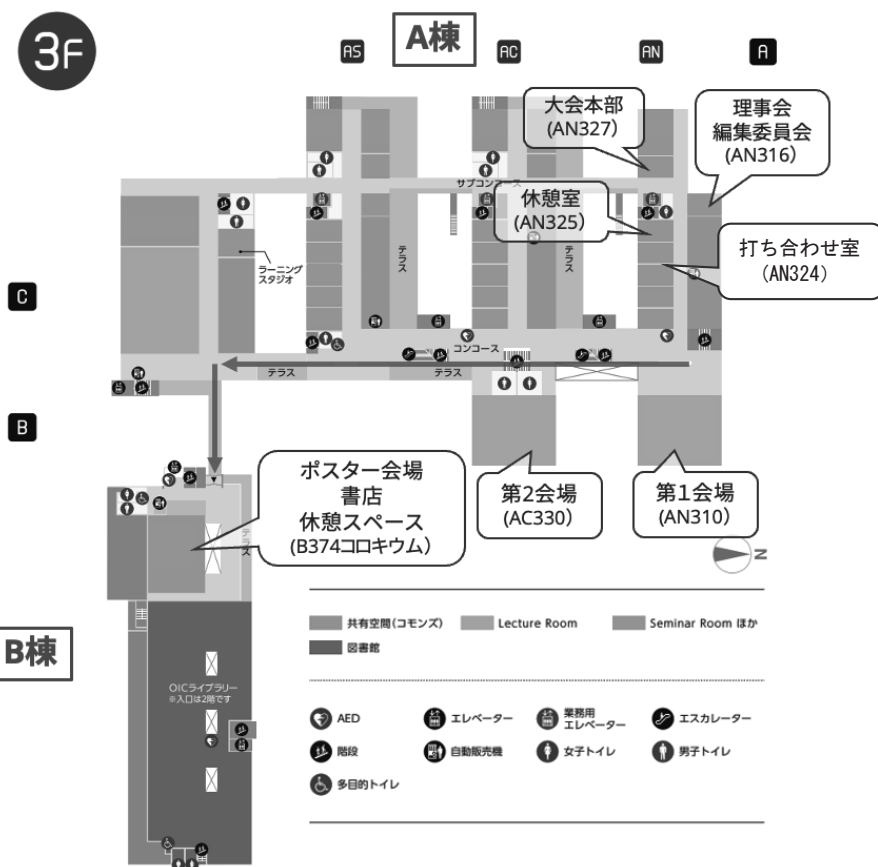 3F
A棟
AS
AC
AN
A
大会本部
(AN327)
理事会
編集委員会
(AN316)
サブコンコース
休憩室
(AN325)
打ち合わせ室
(AN324)
テラス
テラス
ラーニング
スタジオ
C
コンコース
テラス
テラス
B
ポスター会場
書店
休憩スペース
(B374コロキウム)
第2会場
(AC330)
第1会場
(AN310)
テラス
N
B棟
共有空間(コモンズ)
Lecture Room
Seminar Room ほか
図書館
OICライブラリー
※入口は2階です
AED
エレベーター
業務用
エレベーター
エスカレーター
階段
自動販売機
女子トイレ
男子トイレ
多目的トイレ